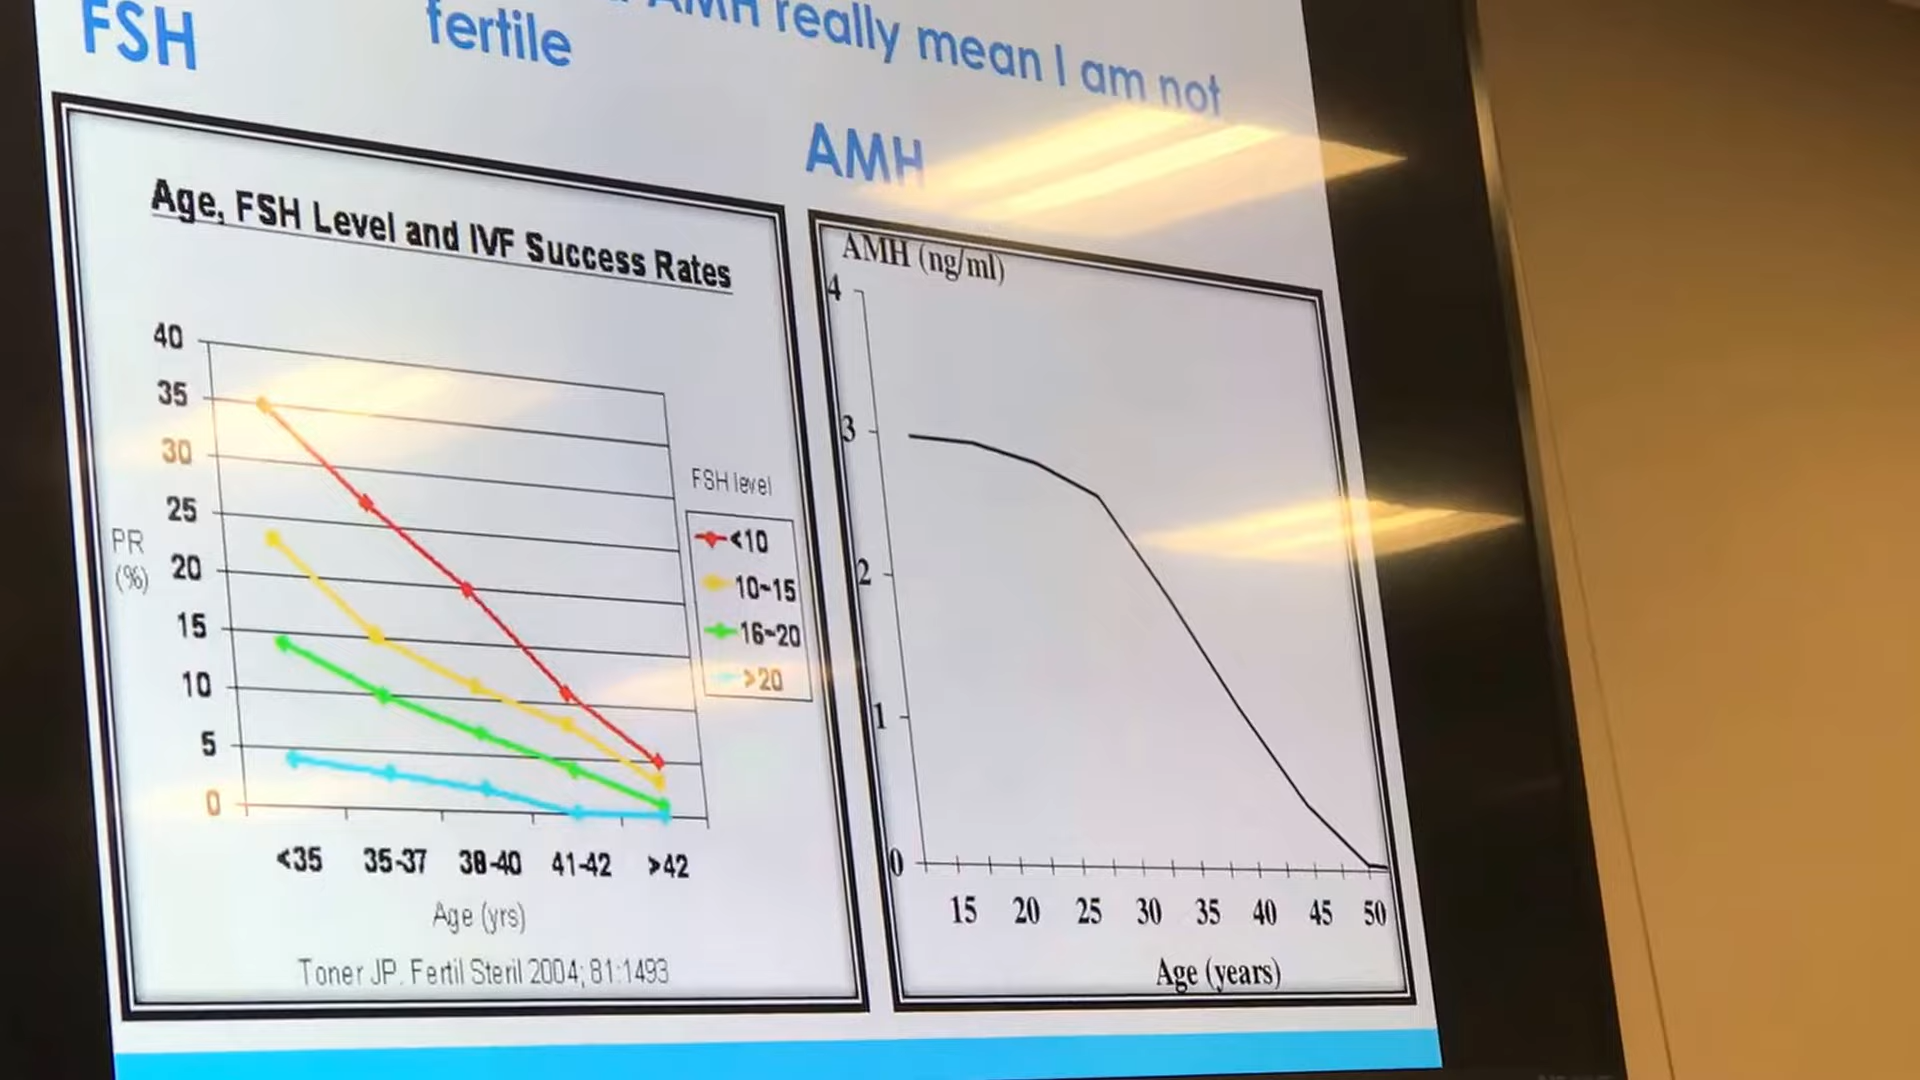 AMH really mean I am not
fertile
FSH
AMH
Age, FSH Level and IVF Success Rates
40
35
30
25
20
15
10
5
0
PR
(%)
FSH level
<10
10-15
16-20
>20
<35 35-37 38-40 41-42 >42
Age (yrs)
Toner JP. Fertil Steril 2004; 81:1493
AMH (ng/ml)
4
3
2
1
0
15 20 25 30 35 40 45 50
Age (years)